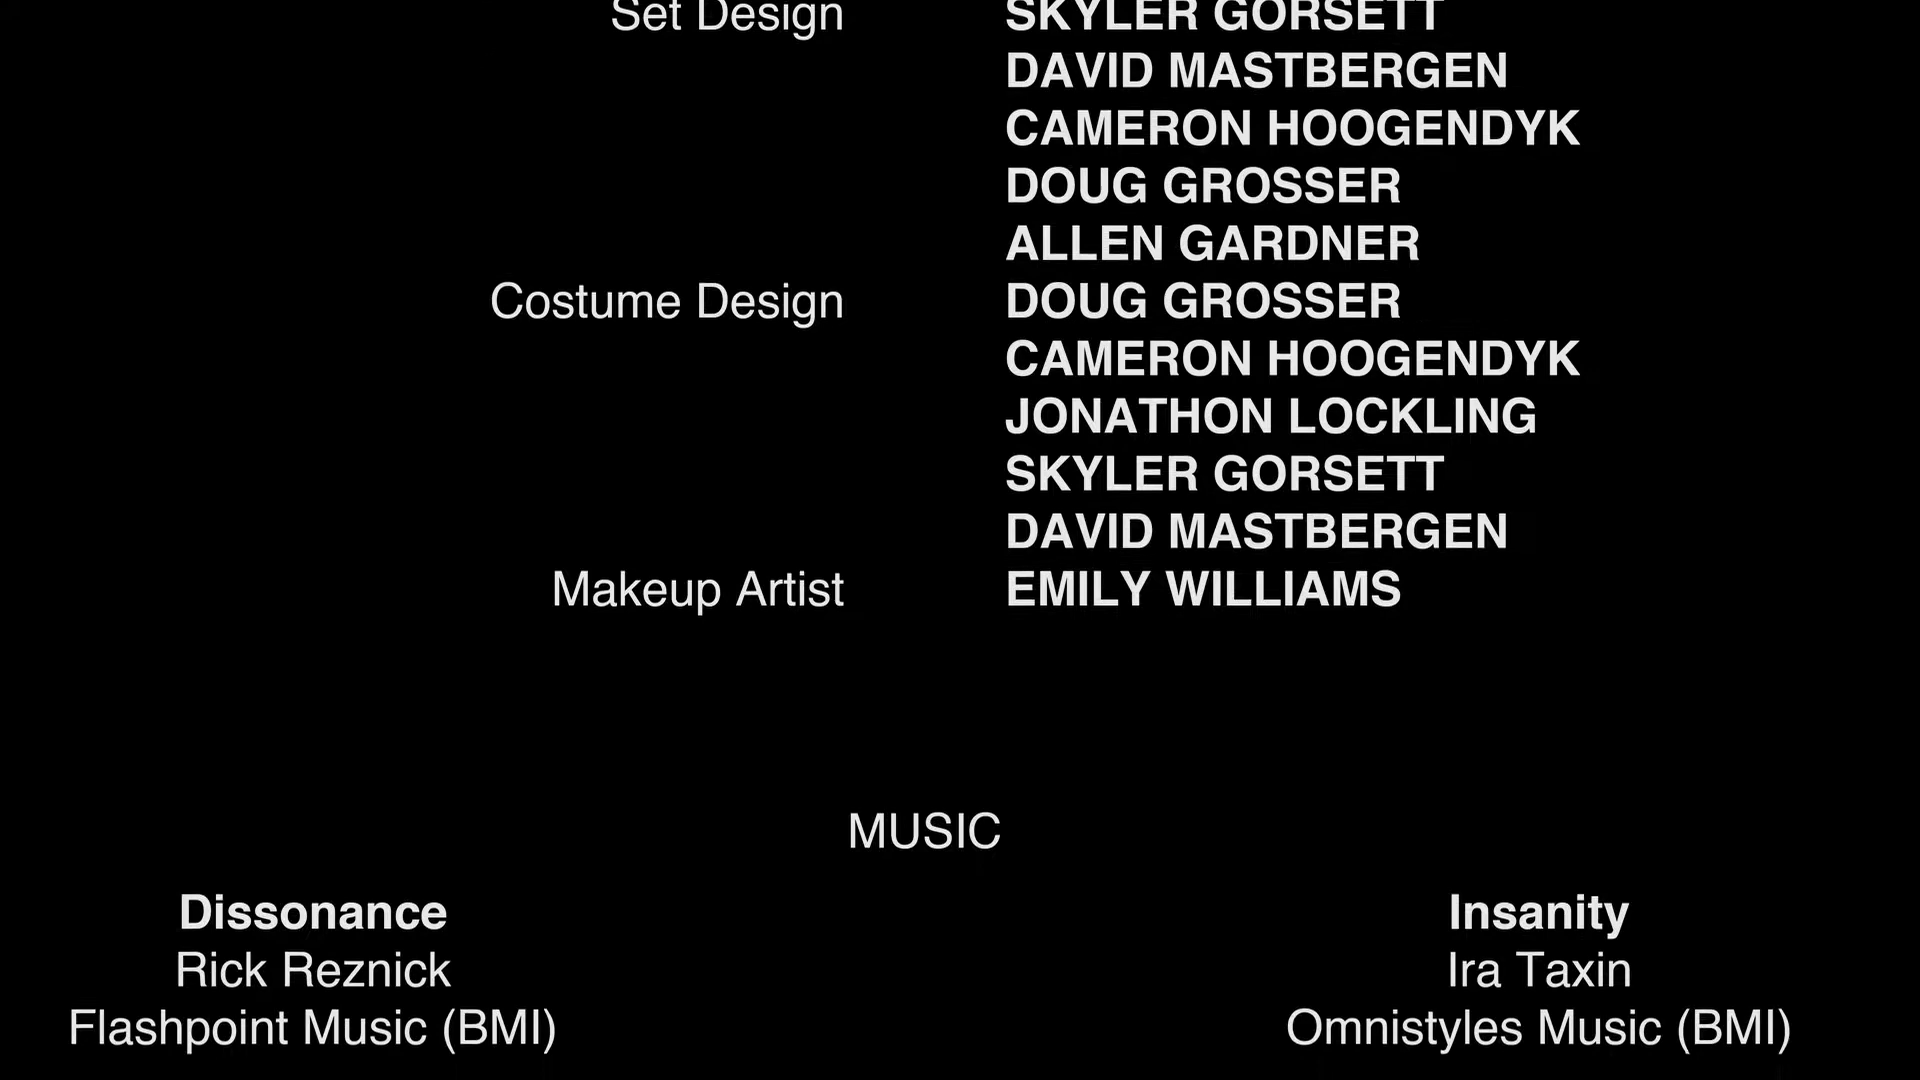 Set Design SKYLER GORSETT
DAVID MASTBERGEN
CAMERON HOOGENDYK
DOUG GROSSER
ALLEN GARDNER
Costume Design DOUG GROSSER
CAMERON HOOGENDYK
JONATHON LOCKLING
SKYLER GORSETT
DAVID MASTBERGEN
Makeup Artist EMILY WILLIAMS
MUSIC
Dissonance
Rick Reznick
Flashpoint Music (BMI)
Insanity
Ira Taxin
Omnistyles Music (BMI)